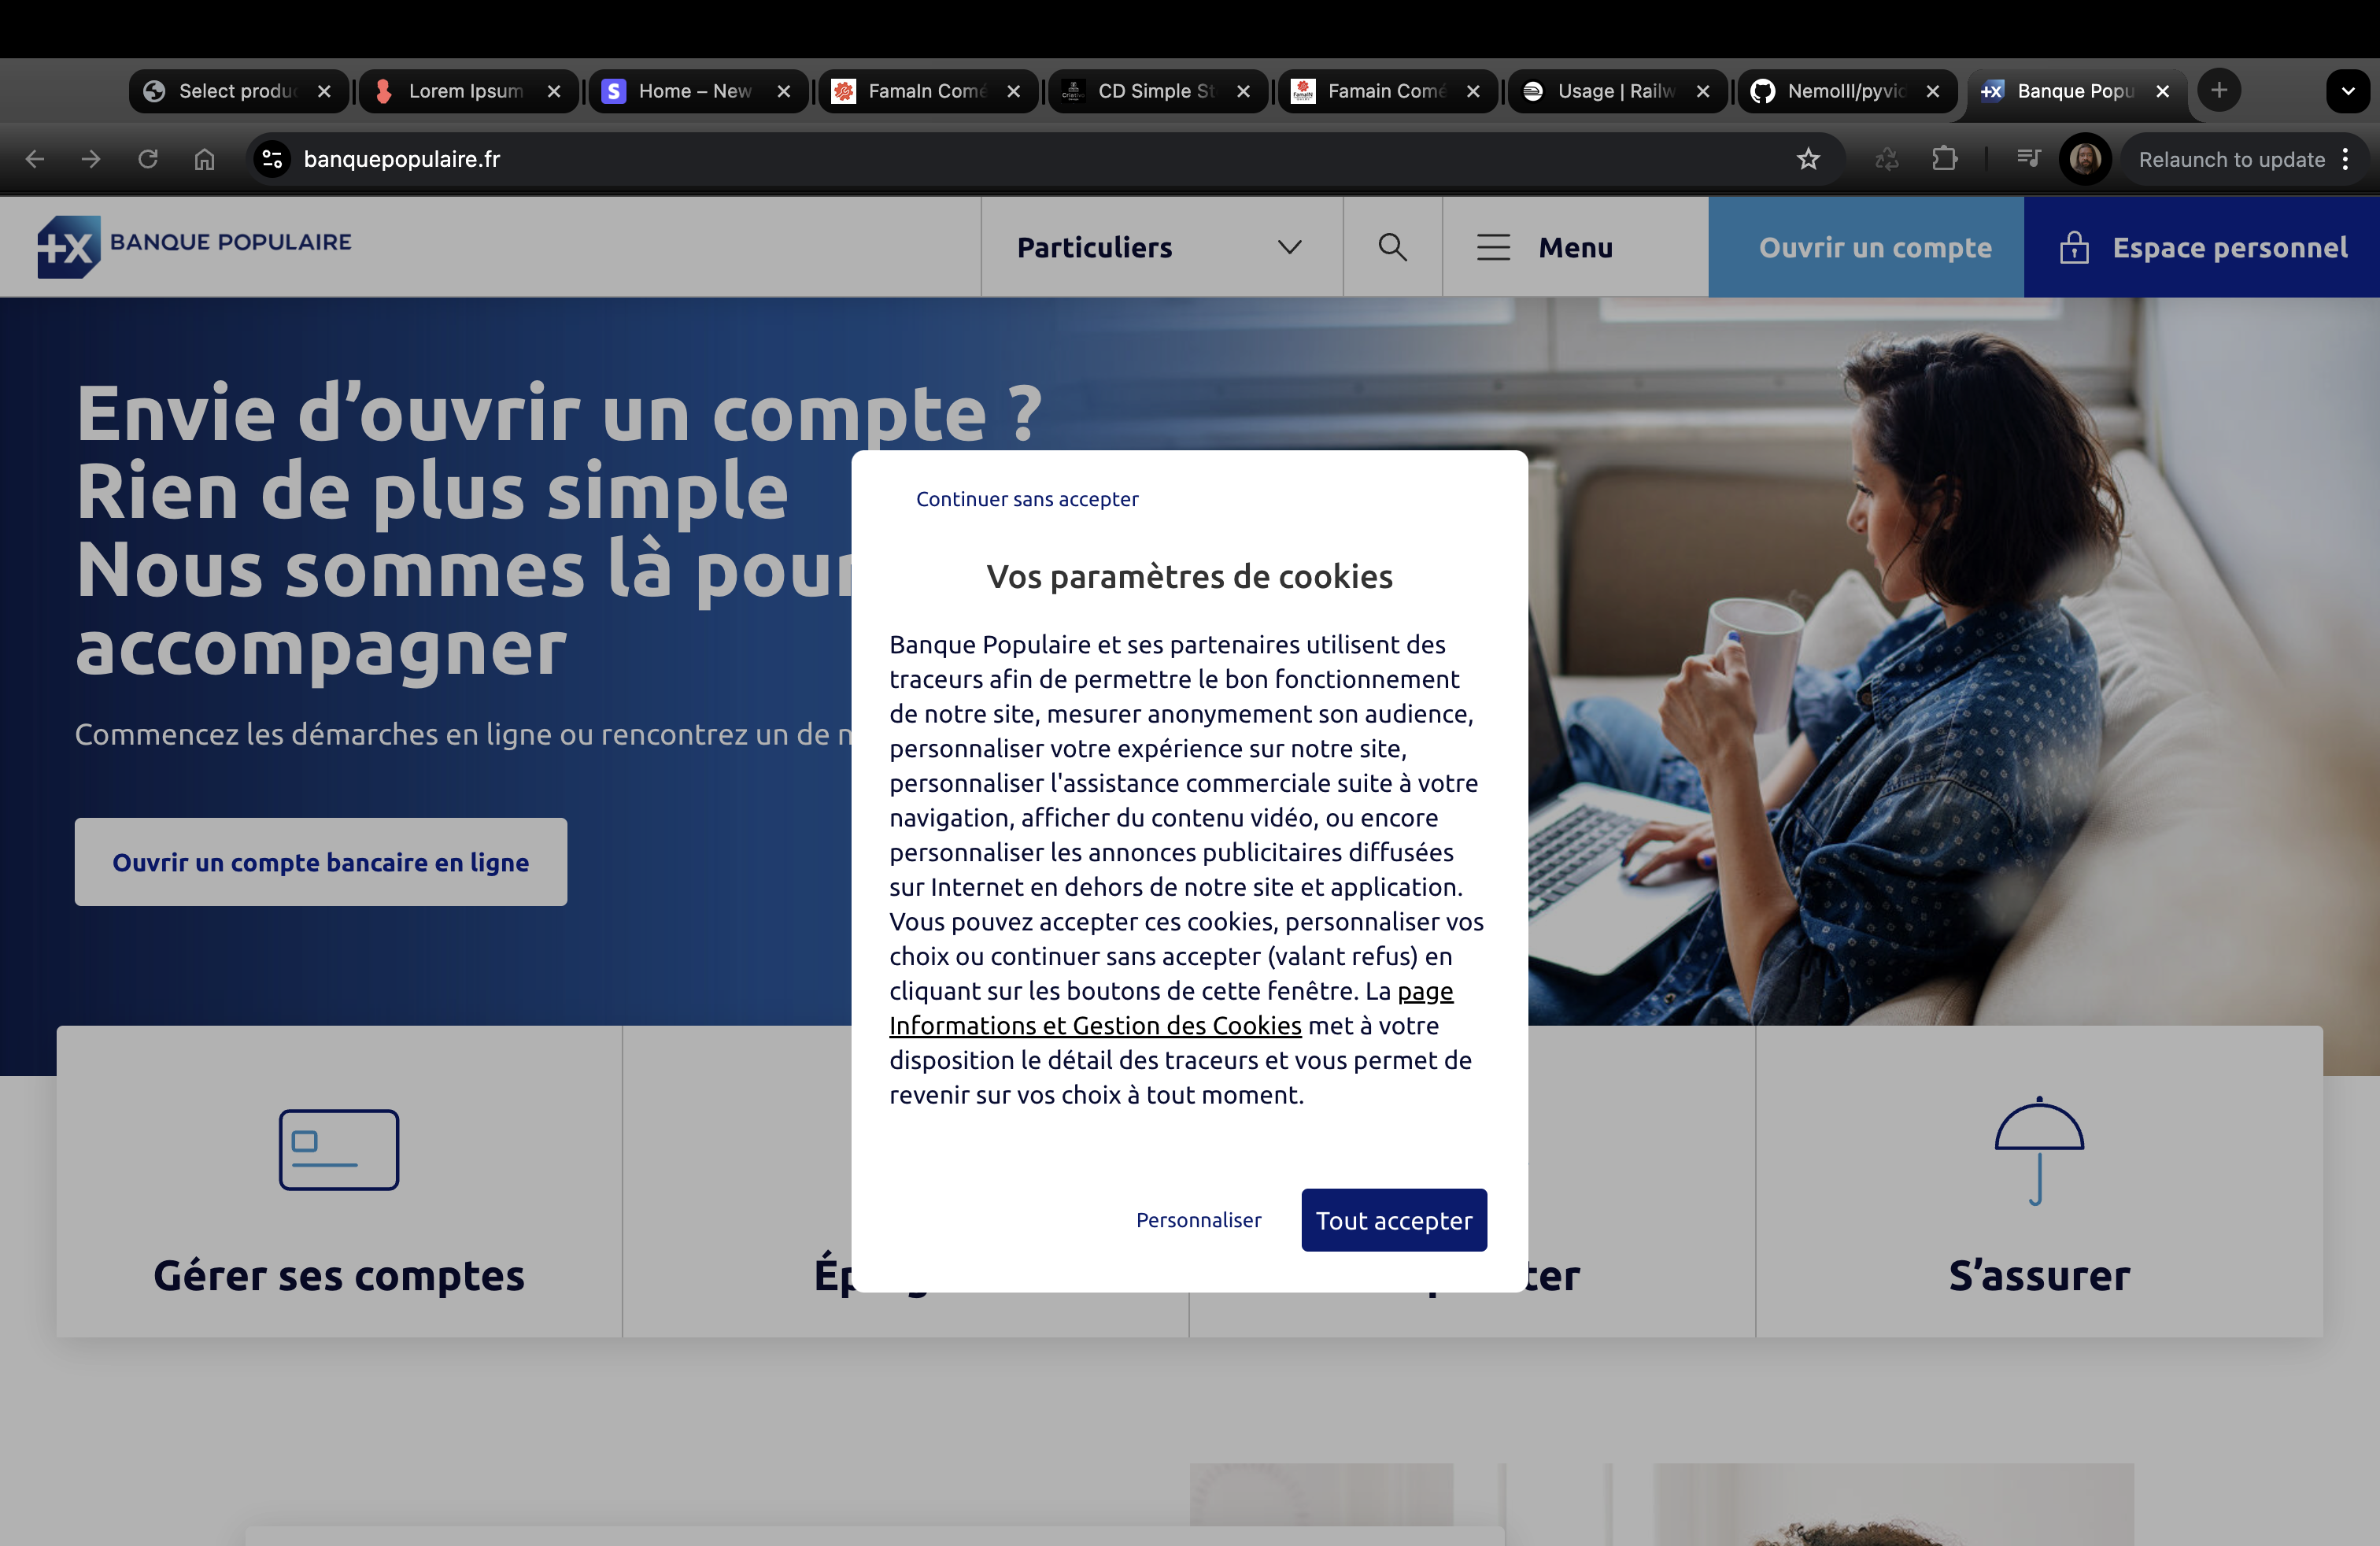 Select produ
Lorem Ipsum
Home – New
FamaIn Comé
CD Simple St
Famain Comé
Usage | Railw
NemoIII/pyvic
Banque Popu
banquepopulaire.fr
Relaunch to update
BANQUE POPULAIRE
Particuliers
Menu
Ouvrir un compte
Espace personnel
Envie d’ouvrir un compte ?
Rien de plus simple
Nous sommes là pour
accompagner
Commencez les démarches en ligne ou rencontrez un de
Ouvrir un compte bancaire en ligne
Continuer sans accepter
Vos paramètres de cookies
Banque Populaire et ses partenaires utilisent des
traceurs afin de permettre le bon fonctionnement
de notre site, mesurer anonymement son audience,
personnaliser votre expérience sur notre site,
personnaliser l'assistance commerciale suite à votre
navigation, afficher du contenu vidéo, ou encore
personnaliser les annonces publicitaires diffusées
sur Internet en dehors de notre site et application.
Vous pouvez accepter ces cookies, personnaliser vos
choix ou continuer sans accepter (valant refus) en
cliquant sur les boutons de cette fenêtre. La page
Informations et Gestion des Cookies met à votre
disposition le détail des traceurs et vous permet de
revenir sur vos choix à tout moment.
Personnaliser
Tout accepter
Gérer ses comptes
S’assurer